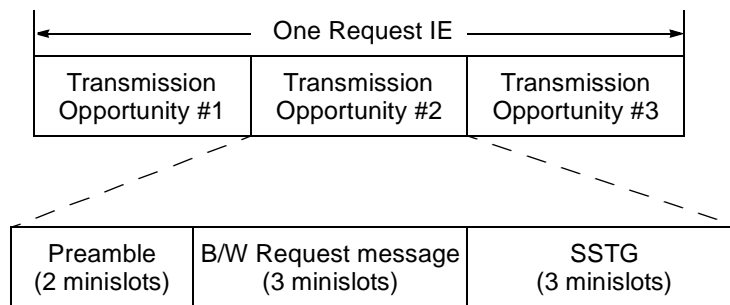 One Request IE
Transmission
Opportunity #1
Transmission
Opportunity #2
Transmission
Opportunity #3
Preamble
(2 minislots)
B/W Request message
(3 minislots)
SSTG
(3 minislots)